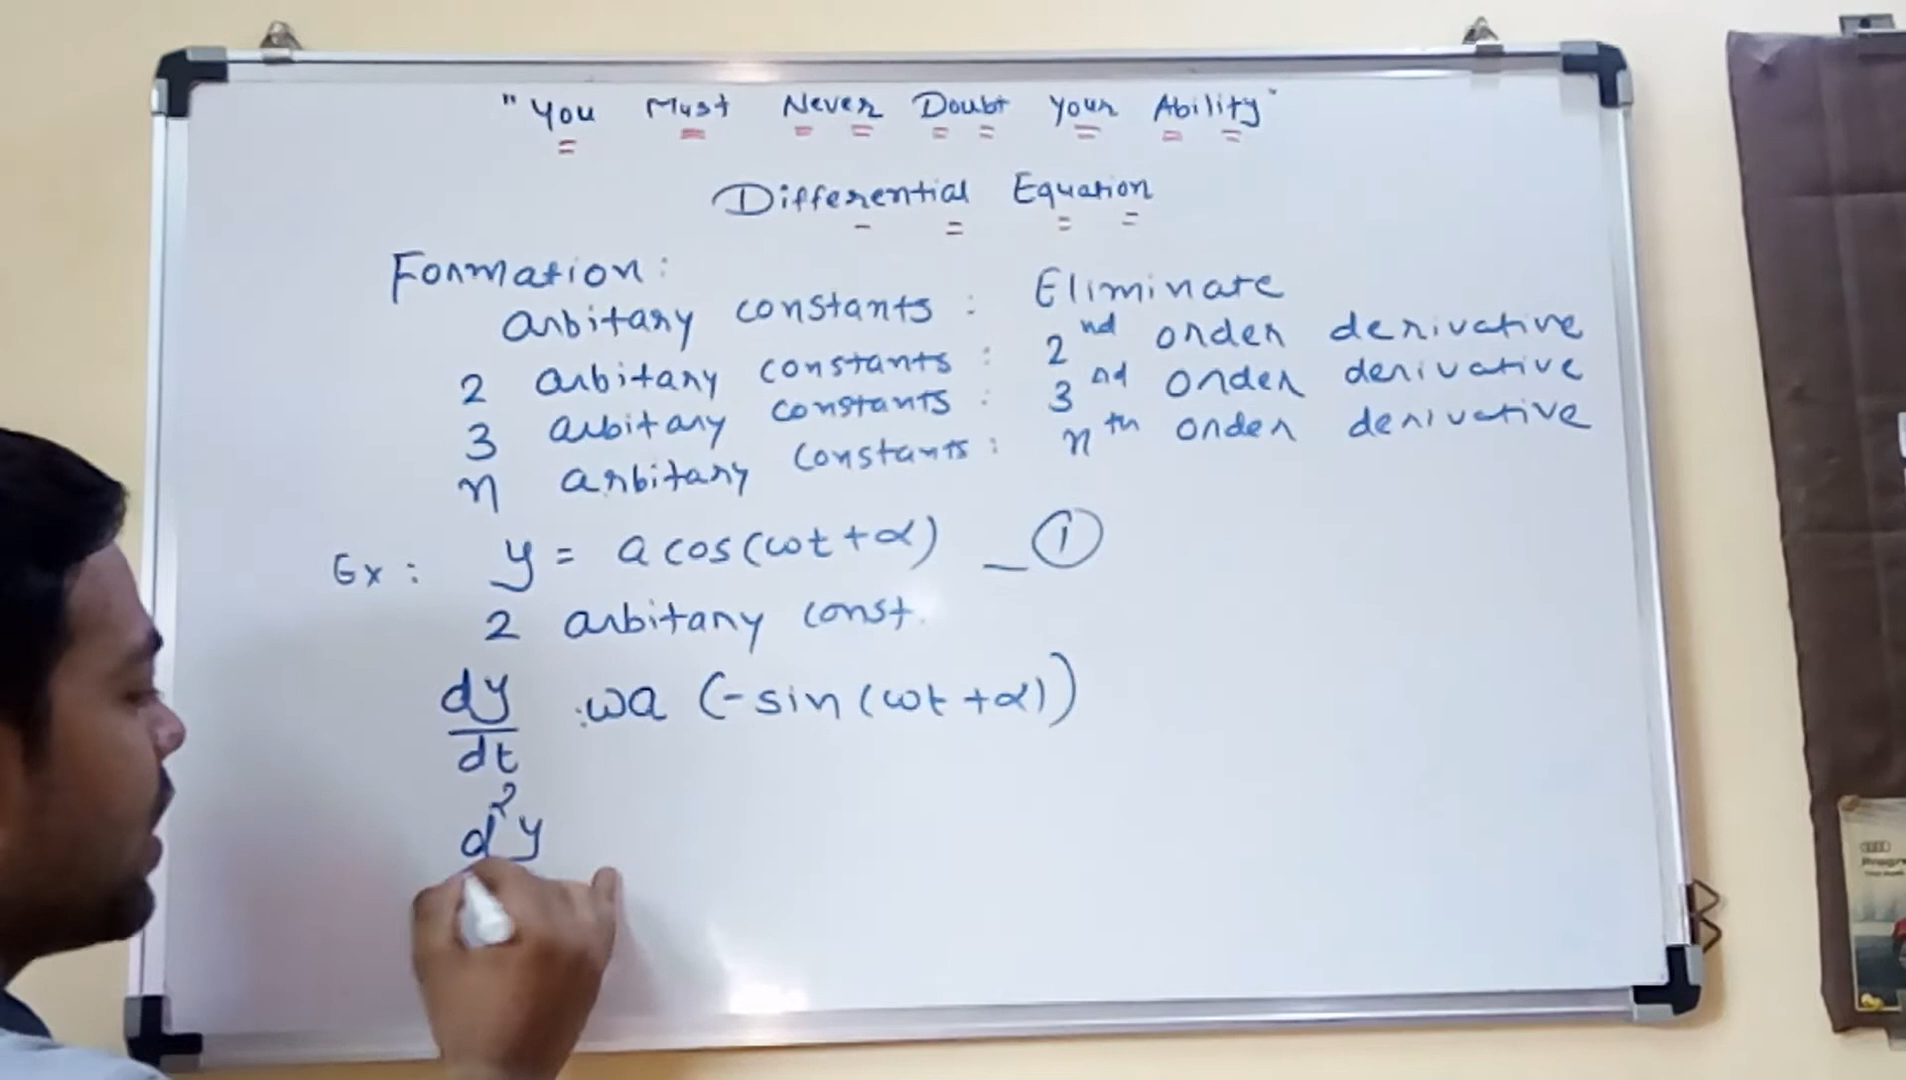 "You Must Never Doubt Your Ability"
Differential Equation
Formation:
arbitary constants : Eliminate
2 arbitary constants : 2nd order derivative
3 arbitary constants : 3nd order derivative
n arbitary constants : nth order derivative
Ex : y = a cos(ωt + α) — ①
2 arbitary const.
dy/dt : ωa (-sin(ωt + α))
d²y